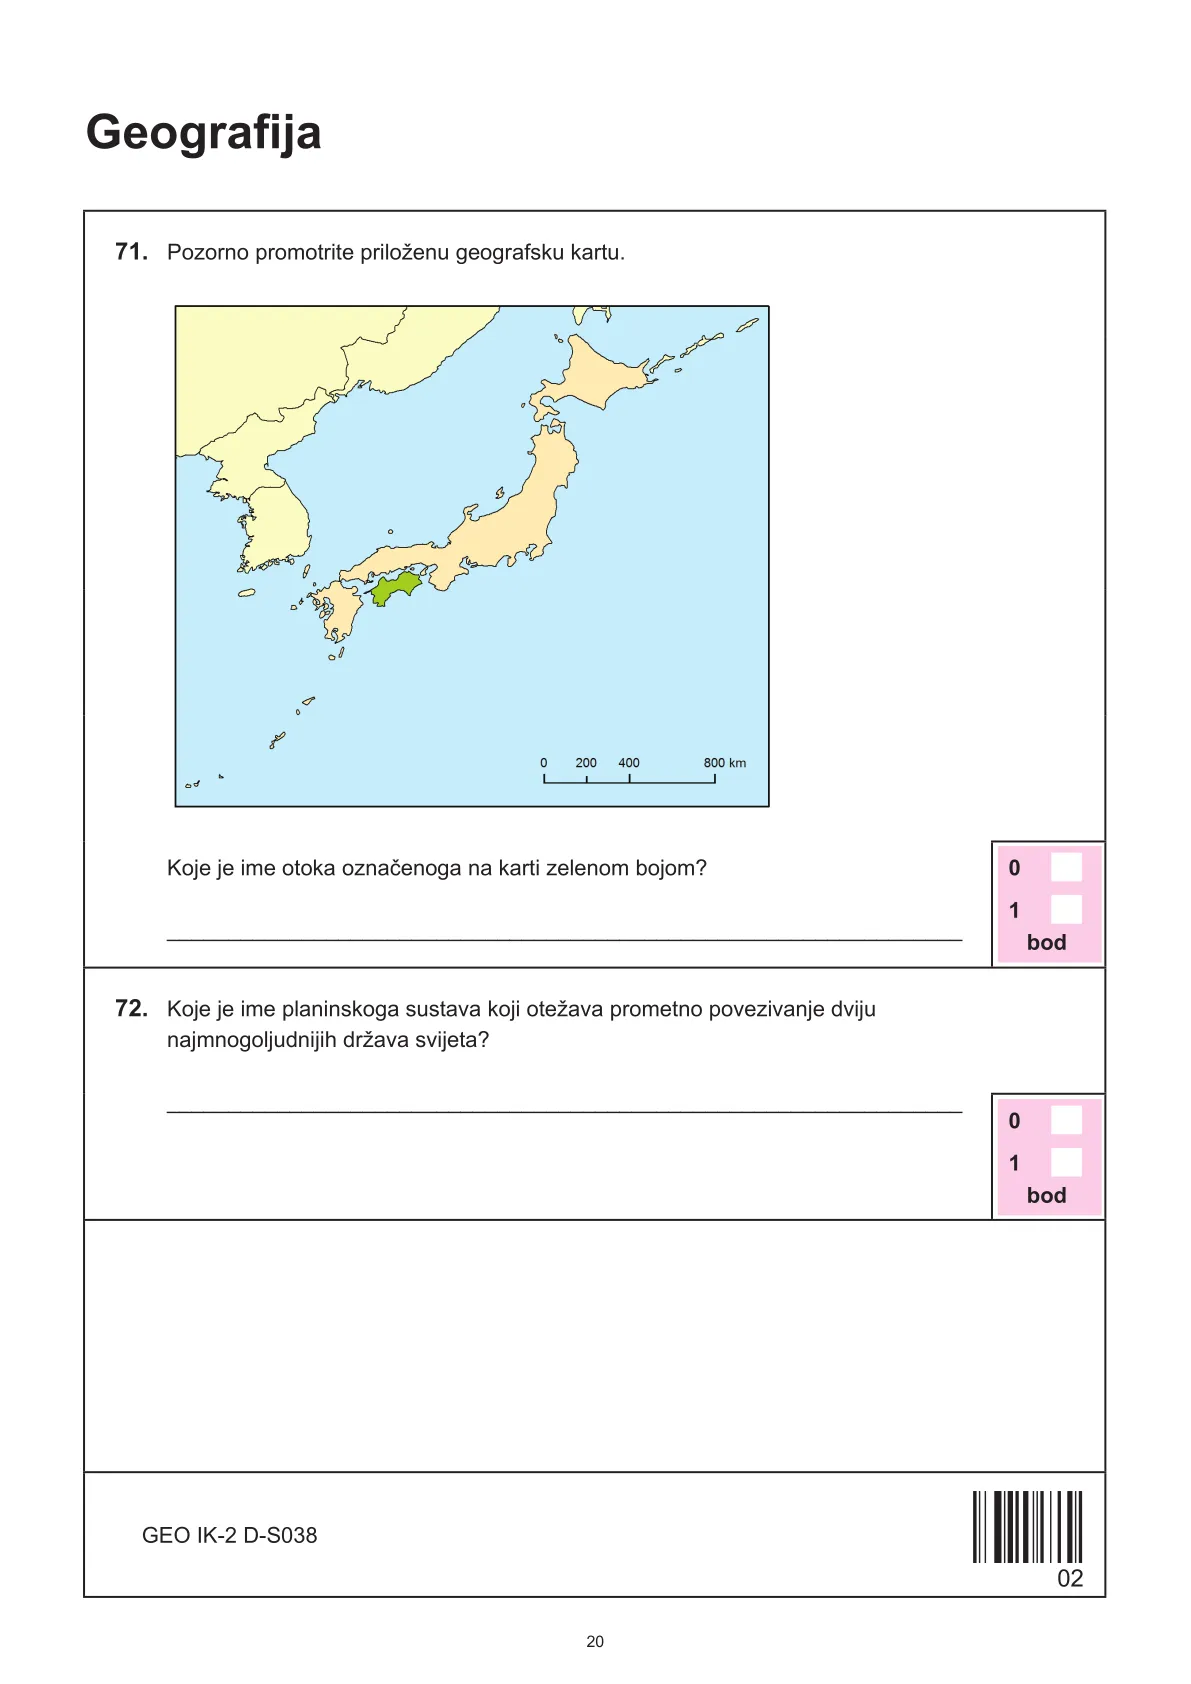 Geografija
71. Pozorno promotrite priloženu geografsku kartu.
0 200 400 800 km
Koje je ime otoka označenoga na karti zelenom bojom?
0
1
bod
72. Koje je ime planinskoga sustava koji otežava prometno povezivanje dviju
najmnogoljudnijih država svijeta?
0
1
bod
GEO IK-2 D-S038
02
20